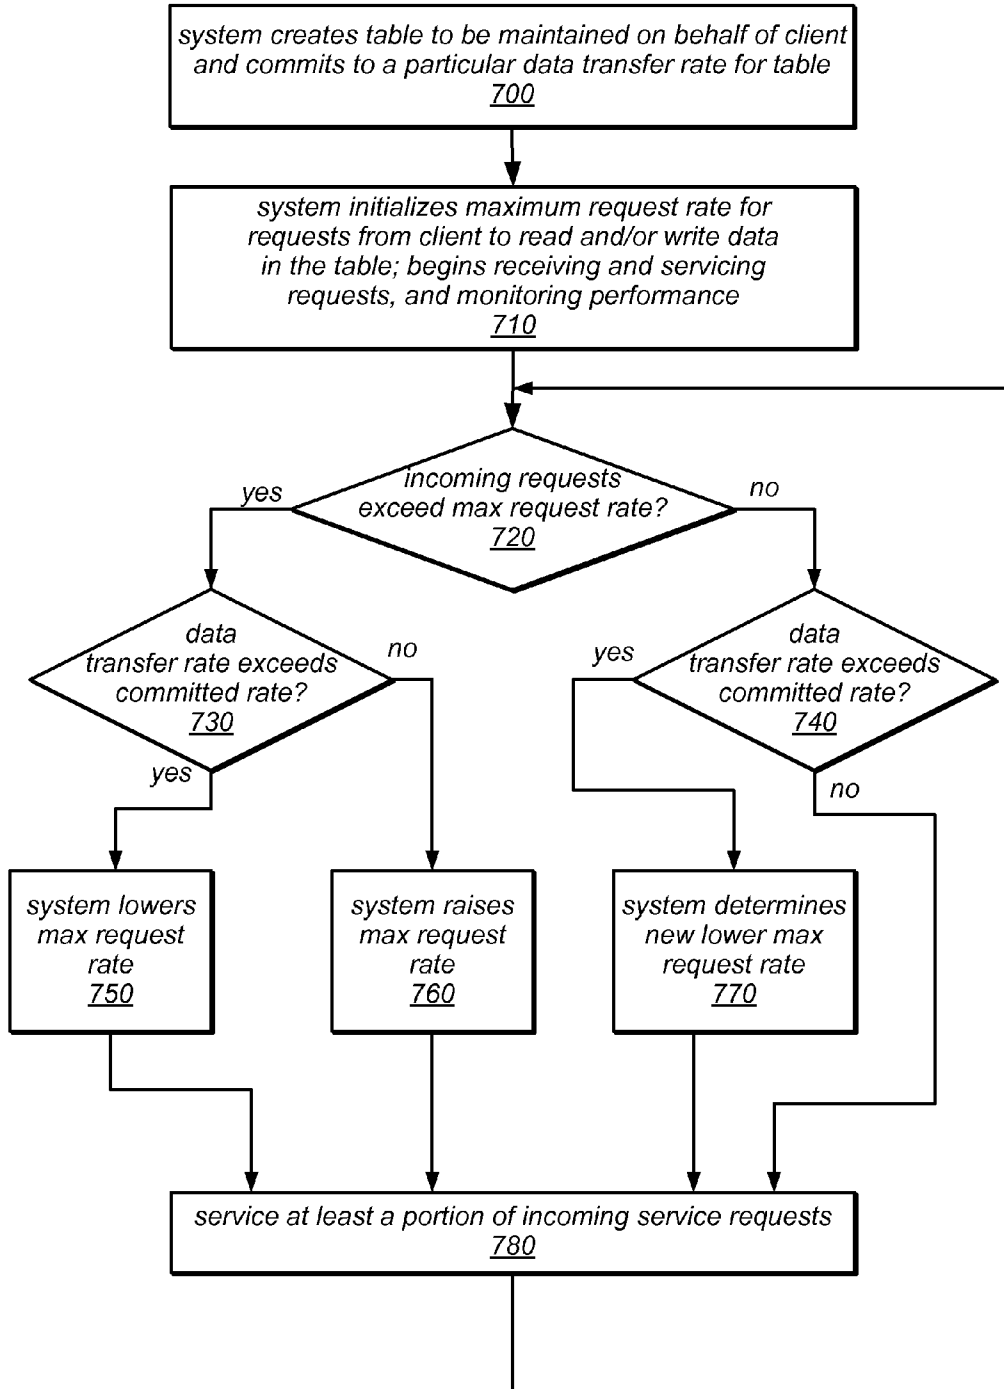 system creates table to be maintained on behalf of client
and commits to a particular data transfer rate for table
700
system initializes maximum request rate for
requests from client to read and/or write data
in the table; begins receiving and servicing
requests, and monitoring performance
710
incoming requests
exceed max request rate?
720
yes
no
data
transfer rate exceeds
committed rate?
730
no
yes
data
transfer rate exceeds
committed rate?
740
yes
no
system lowers
max request
rate
750
system raises
max request
rate
760
system determines
new lower max
request rate
770
service at least a portion of incoming service requests
780